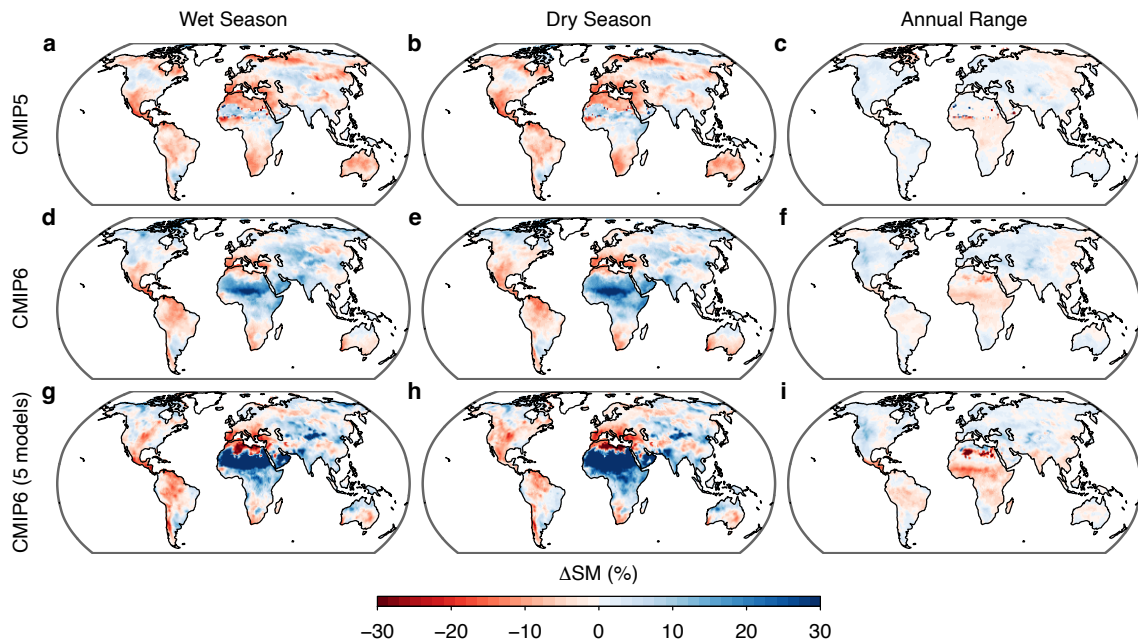 Wet Season Dry Season Annual Range
a b c
CMIP5
d e f
CMIP6
g h i
CMIP6 (5 models)
ΔSM (%)
−30 −20 −10 0 10 20 30